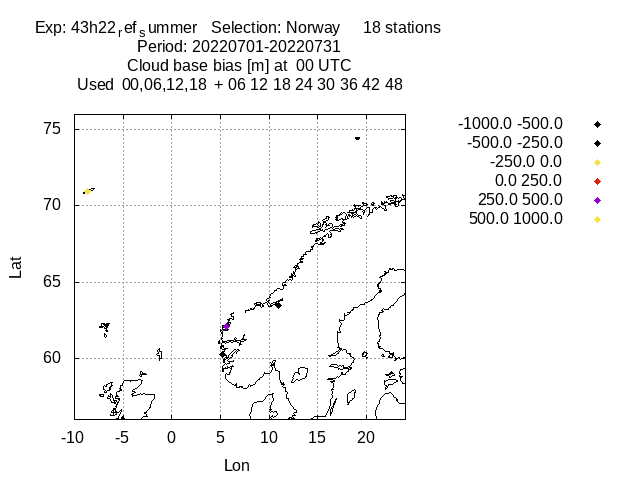 Exp: 43h22ref summer Selection: Norway 18 stations
Period: 20220701-20220731
Cloud base bias [m] at 00 UTC
Used 00,06,12,18 + 06 12 18 24 30 36 42 48
-1000.0 -500.0
-500.0 -250.0
-250.0 0.0
0.0 250.0
250.0 500.0
500.0 1000.0
75
70
65
60
Lat
-10 -5 0 5 10 15 20
Lon